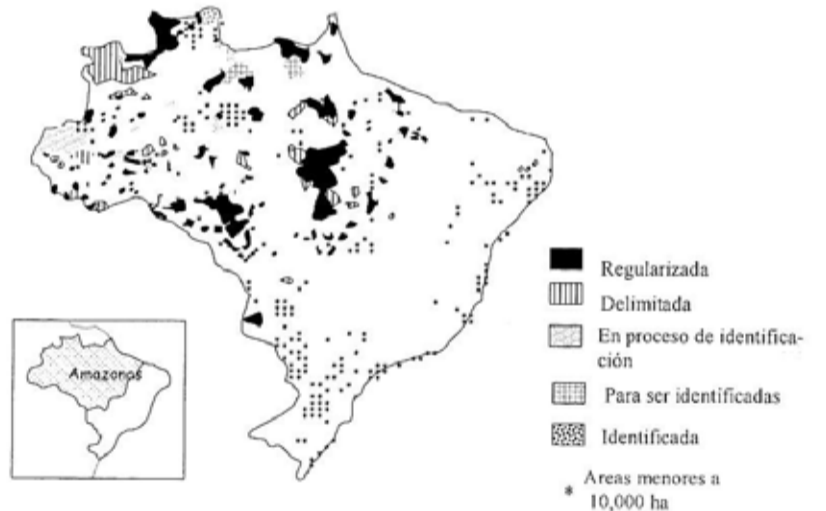 Regularizada
Delimitada
En proceso de identifica-
ción
Para ser identificadas
Identificada
* Areas menores a
10,000 ha
Amazonas